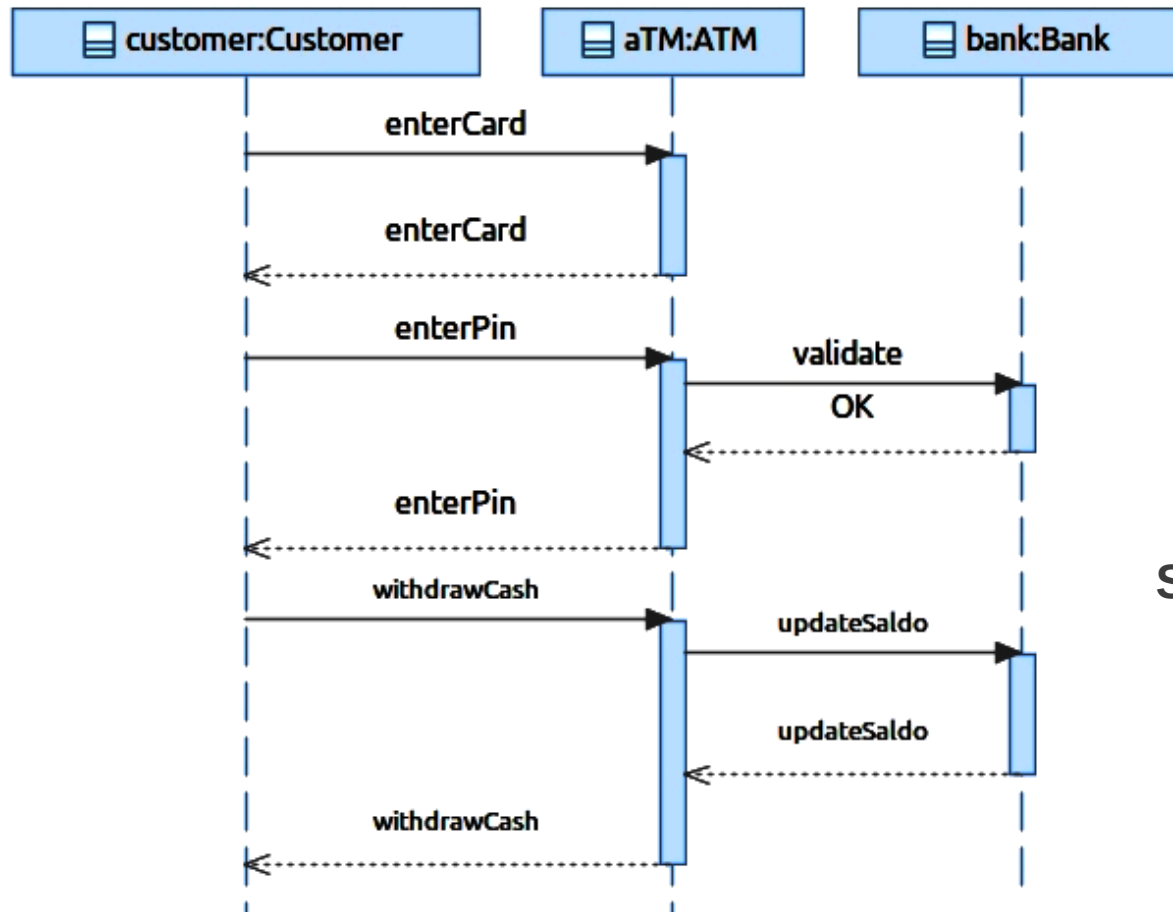 customer:Customer
aTM:ATM
bank:Bank
enterCard
enterCard
enterPin
validate
OK
enterPin
withdrawCash
S
updateSaldo
updateSaldo
withdrawCash